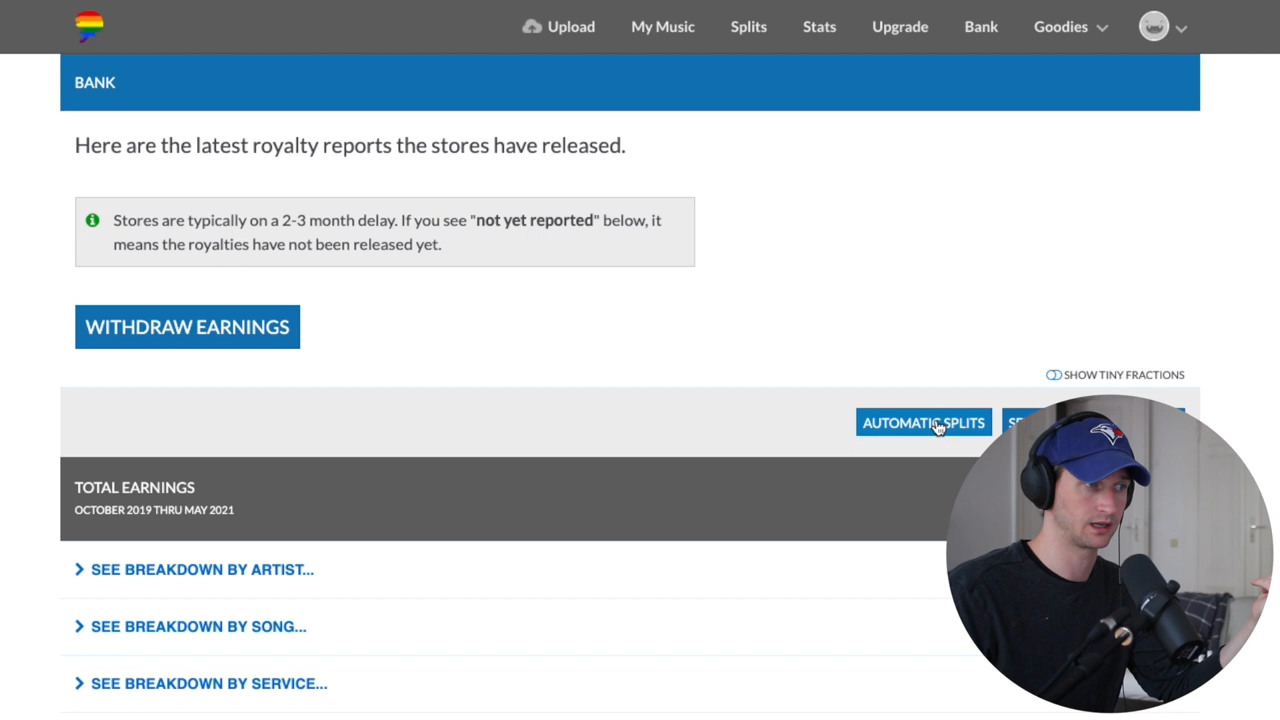 Upload
My Music
Splits
Stats
Upgrade
Bank
Goodies
BANK
Here are the latest royalty reports the stores have released.
Stores are typically on a 2-3 month delay. If you see "not yet reported" below, it
means the royalties have not been released yet.
WITHDRAW EARNINGS
SHOW TINY FRACTIONS
AUTOMATIC SPLITS
TOTAL EARNINGS
OCTOBER 2019 THRU MAY 2021
SEE BREAKDOWN BY ARTIST...
SEE BREAKDOWN BY SONG...
SEE BREAKDOWN BY SERVICE...